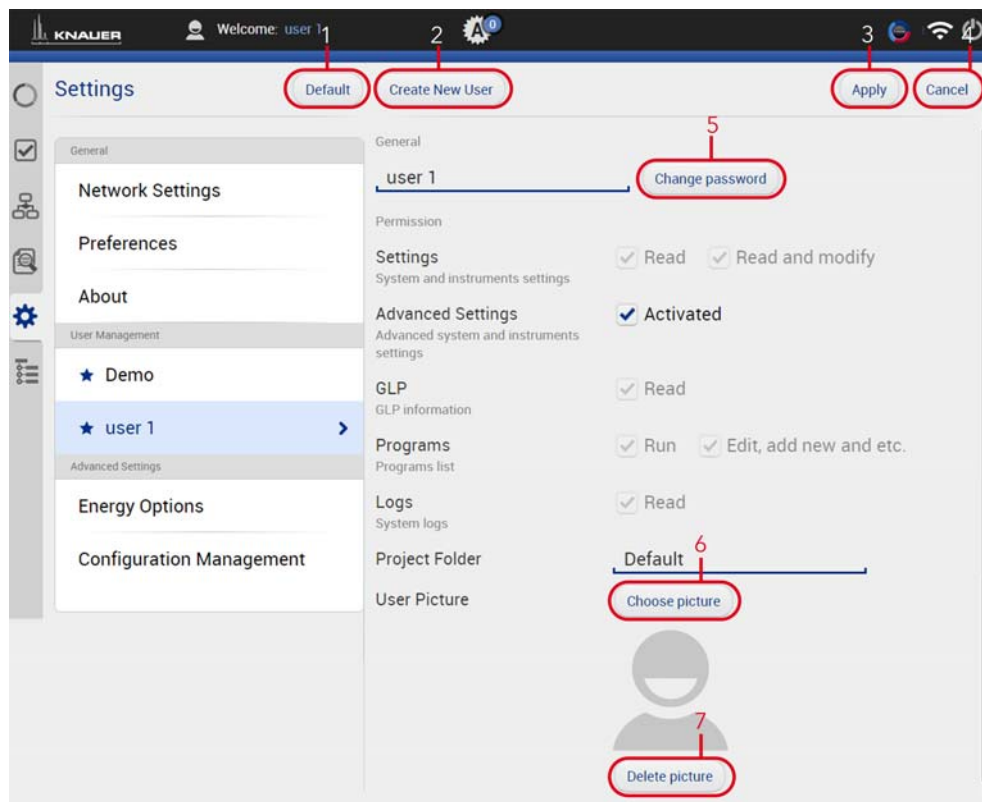 KNAUER
Welcome: user 1
A 0
1
2
3
4
Settings
Default
Create New User
Apply
Cancel
General
Network Settings
Preferences
About
User Management
Demo
user 1
Advanced Settings
Energy Options
Configuration Management
General
5
user 1
Change password
Permission
Settings
Read
Read and modify
System and instruments settings
Advanced Settings
Activated
Advanced system and instruments
settings
GLP
Read
GLP information
Programs
Run
Edit, add new and etc.
Programs list
Logs
Read
System logs
6
Project Folder
Default
User Picture
Choose picture
7
Delete picture